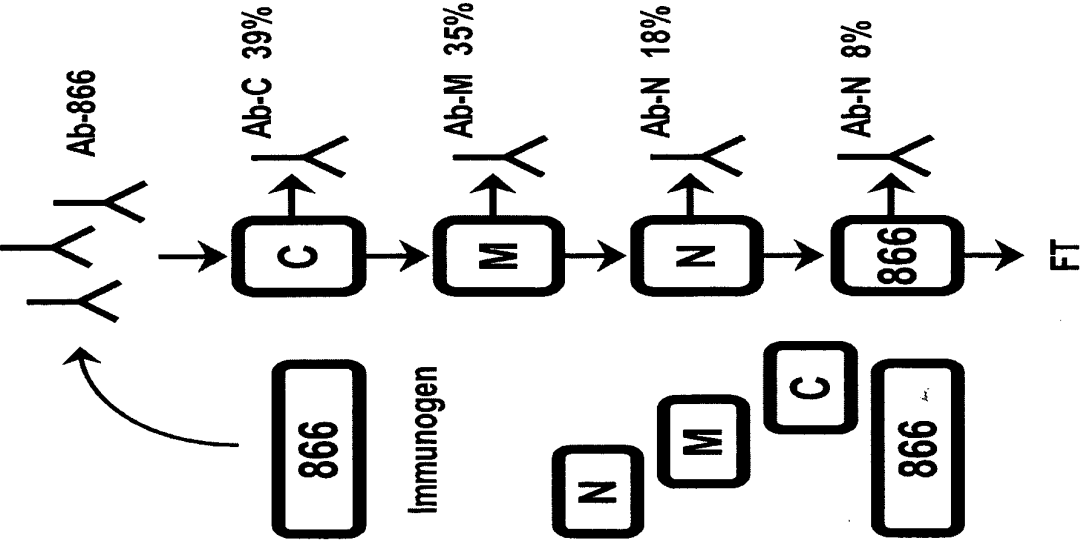 Ab-866
Ab-C 39%
Ab-M 35%
Ab-N 18%
Ab-N 8%
C
M
N
866
FT
866
Immunogen
N
M
C
866